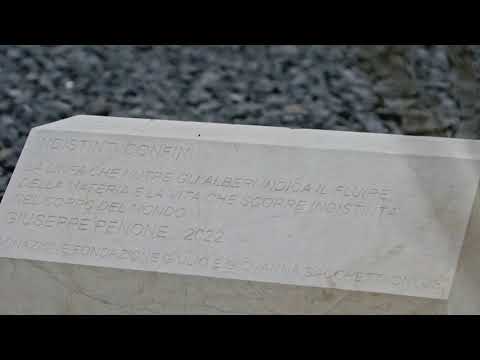 INDISTINTI CONFINI
LA LINFA CHE NUTRE GLI ALBERI INDICA IL FLUIRE
DELLA MATERIA E LA VITA CHE SCORRE INDISTINTA
NEL CORPO DEL MONDO
GIUSEPPE PENONE 2022
DONAZIONE FONDAZIONE GIULIO E GIOVANNA SACCHETTI ONLUS